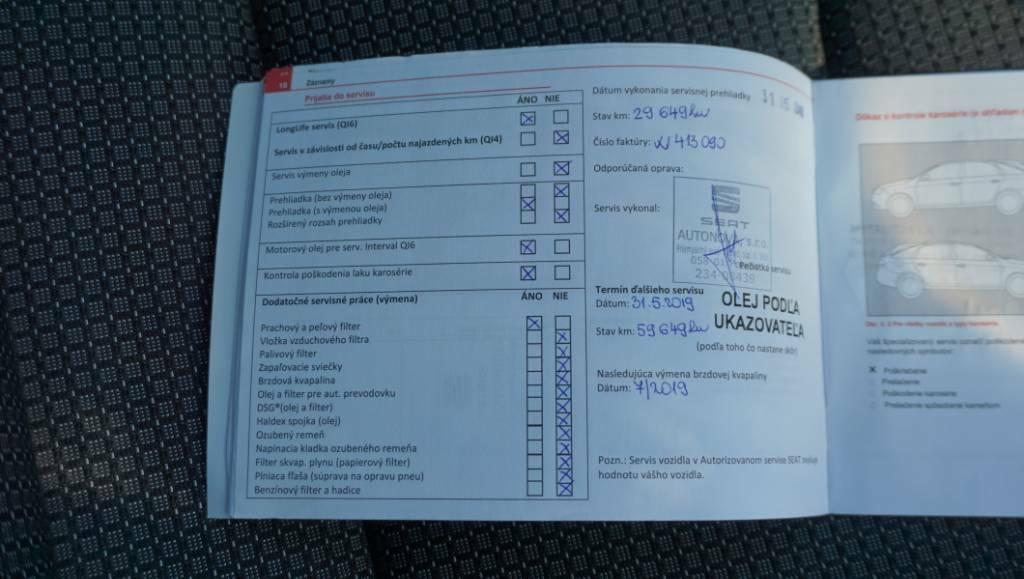 18
Záznamy
Prijatia do servisu
ÁNO NIE
LongLife servis (QI6)
Servis v závislosti od času/počtu najazdených km (QI4)
Servis výmeny oleja
Prehliadka (bez výmeny oleja)
Prehliadka (s výmenou oleja)
Rozšírený rozsah prehliadky
Motorový olej pre serv. Interval QI6
Kontrola poškodenia laku karosérie
Dodatočné servisné práce (výmena)
ÁNO NIE
Prachový a peľový filter
Vložka vzduchového filtra
Palivový filter
Zapaľovacie sviečky
Brzdová kvapalina
Olej a filter pre aut. prevodovku
DSG®(olej a filter)
Haldex spojka (olej)
Ozubený remeň
Napínacia kladka ozubeného remeňa
Filter skvap. plynu (papierový filter)
Plniaca fľaša (súprava na opravu pneu)
Benzínový filter a hadice
Dátum vykonania servisnej prehliadky
Stav km: 29 649 km
Číslo faktúry: 413 090
Odporúčaná oprava:
Servis vykonal:
SEAT
AUTONOVA, s.r.o.
Pečiatka servisu
Termín ďalšieho servisu
Dátum: 31.5.2019
OLEJ PODĽA
UKAZOVATEĽA
Stav km: 59 649 km
(podľa toho čo nastane skôr)
Nasledujúca výmena brzdovej kvapaliny
Dátum: 7/2019
Pozn.: Servis vozidla v Autorizovanom servise SEAT
hodnotu vášho vozidla.